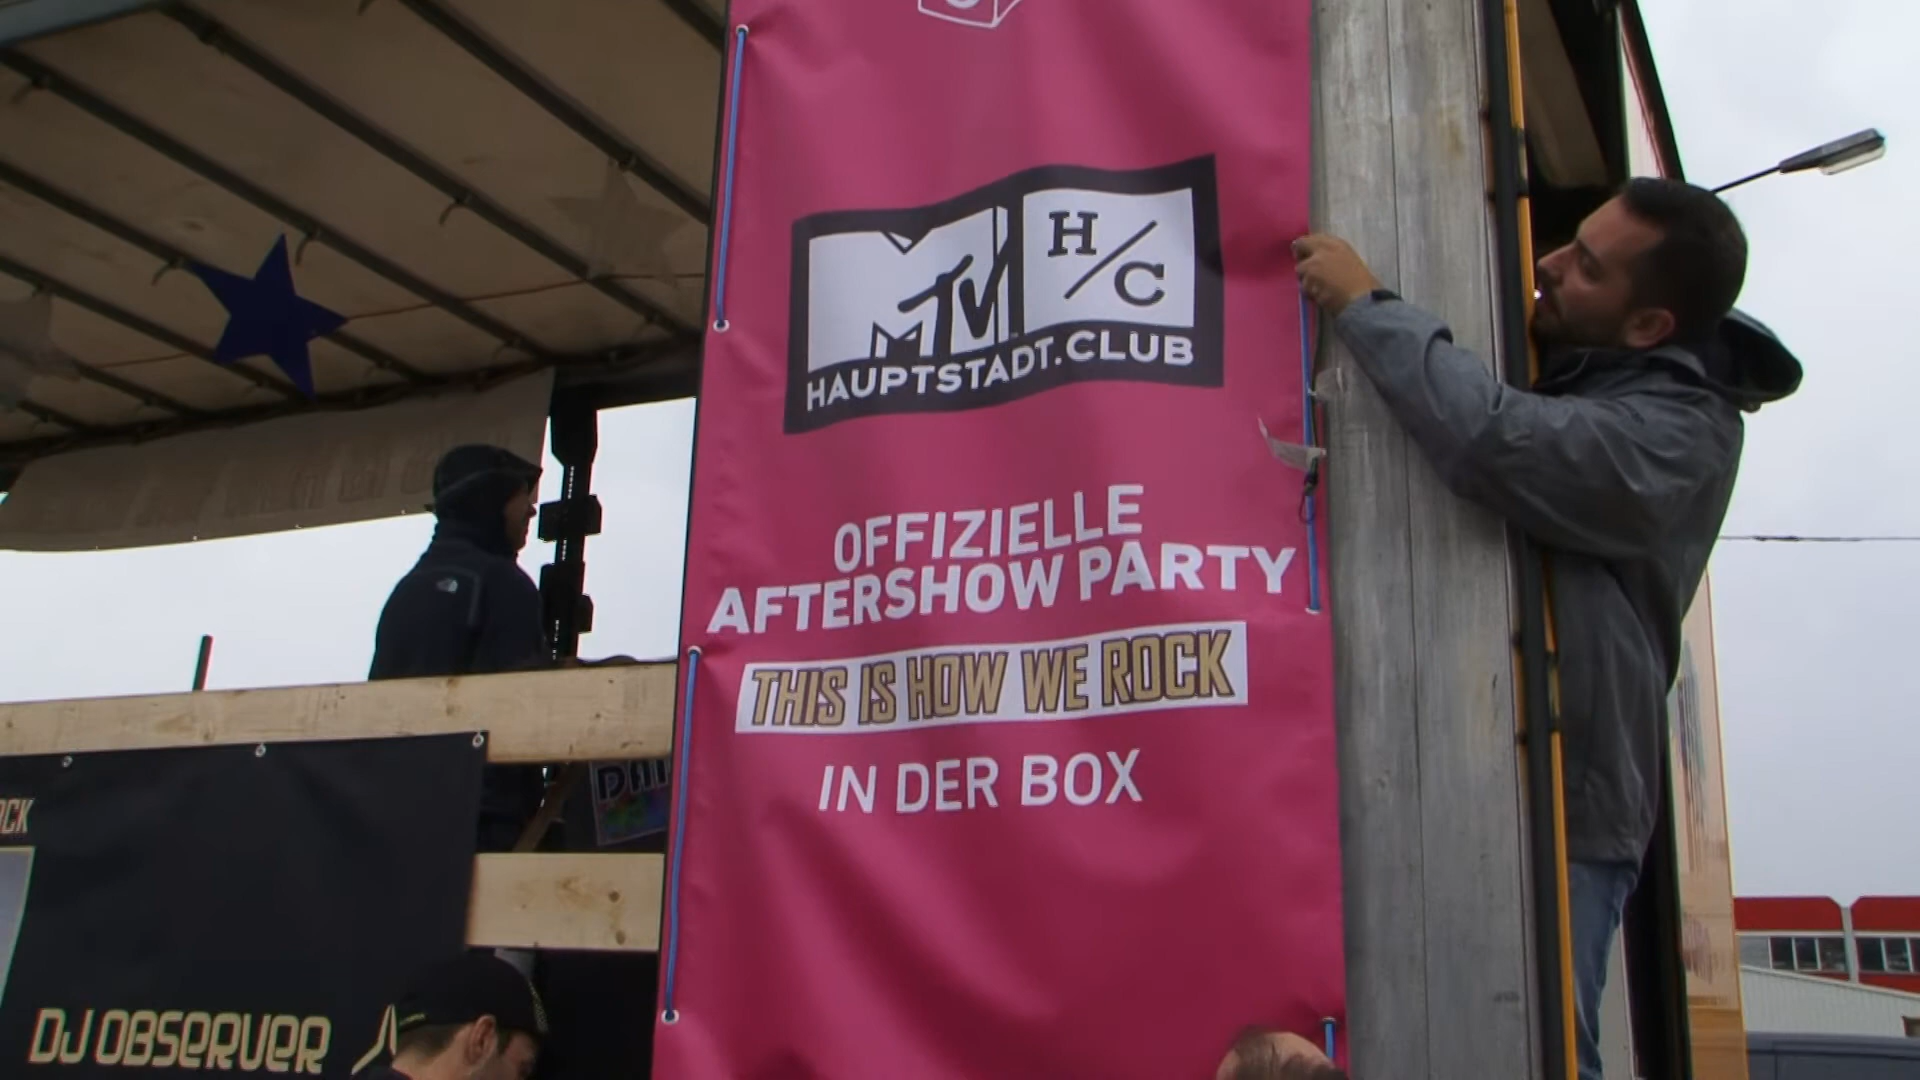 MTV
H/C
HAUPTSTADT.CLUB
OFFIZIELLE
AFTERSHOW PARTY
THIS IS HOW WE ROCK
IN DER BOX
DJ OBSERVER